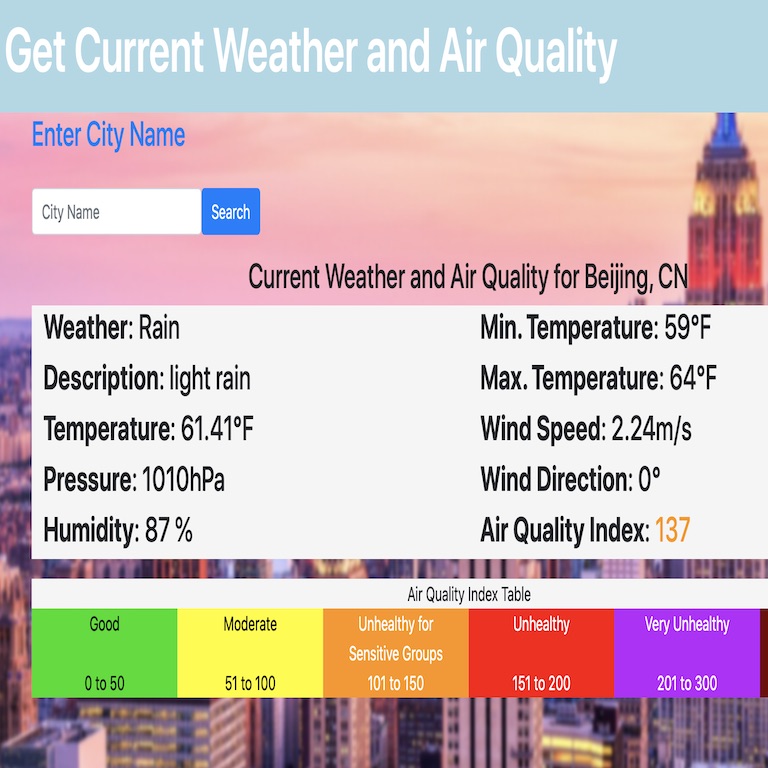 Get Current Weather and Air Quality
Enter City Name
City Name
Search
Current Weather and Air Quality for Beijing, CN
Weather: Rain
Description: light rain
Temperature: 61.41°F
Pressure: 1010hPa
Humidity: 87 %
Min. Temperature: 59°F
Max. Temperature: 64°F
Wind Speed: 2.24m/s
Wind Direction: 0°
Air Quality Index: 137
Air Quality Index Table
Good
0 to 50
Moderate
51 to 100
Unhealthy for
Sensitive Groups
101 to 150
Unhealthy
151 to 200
Very Unhealthy
201 to 300